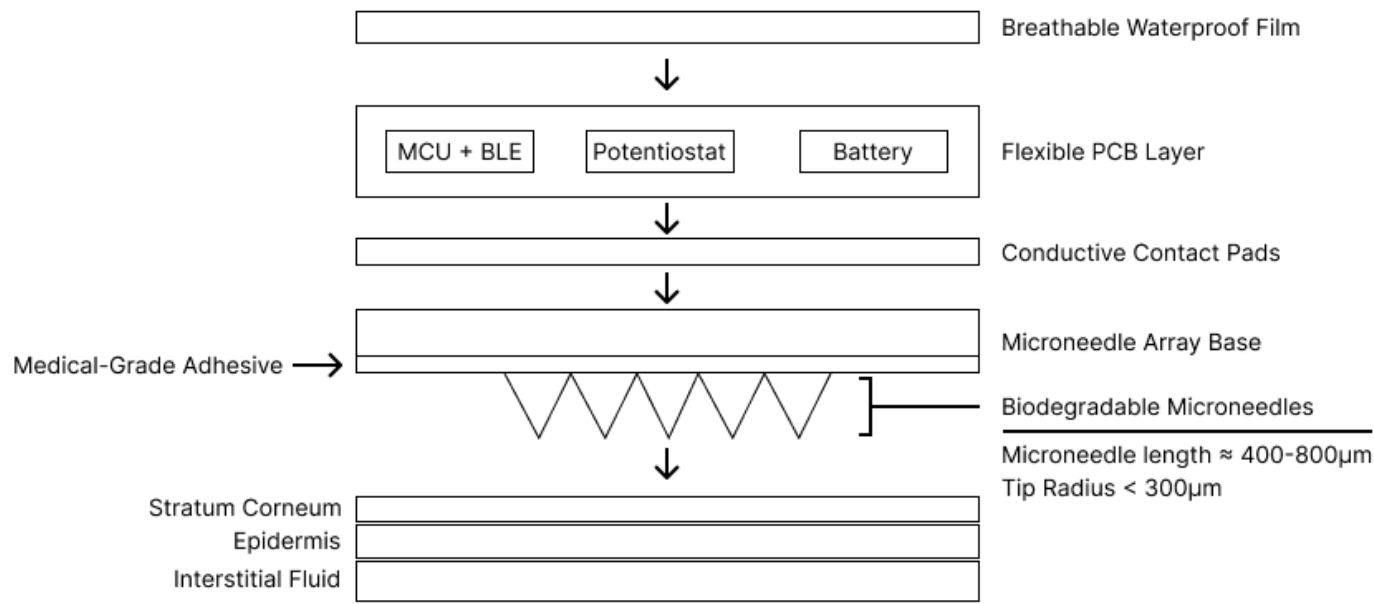 Breathable Waterproof Film
MCU + BLE
Potentiostat
Battery
Flexible PCB Layer
Conductive Contact Pads
Microneedle Array Base
Medical-Grade Adhesive
Biodegradable Microneedles
Microneedle length ≈ 400-800μm
Tip Radius < 300μm
Stratum Corneum
Epidermis
Interstitial Fluid